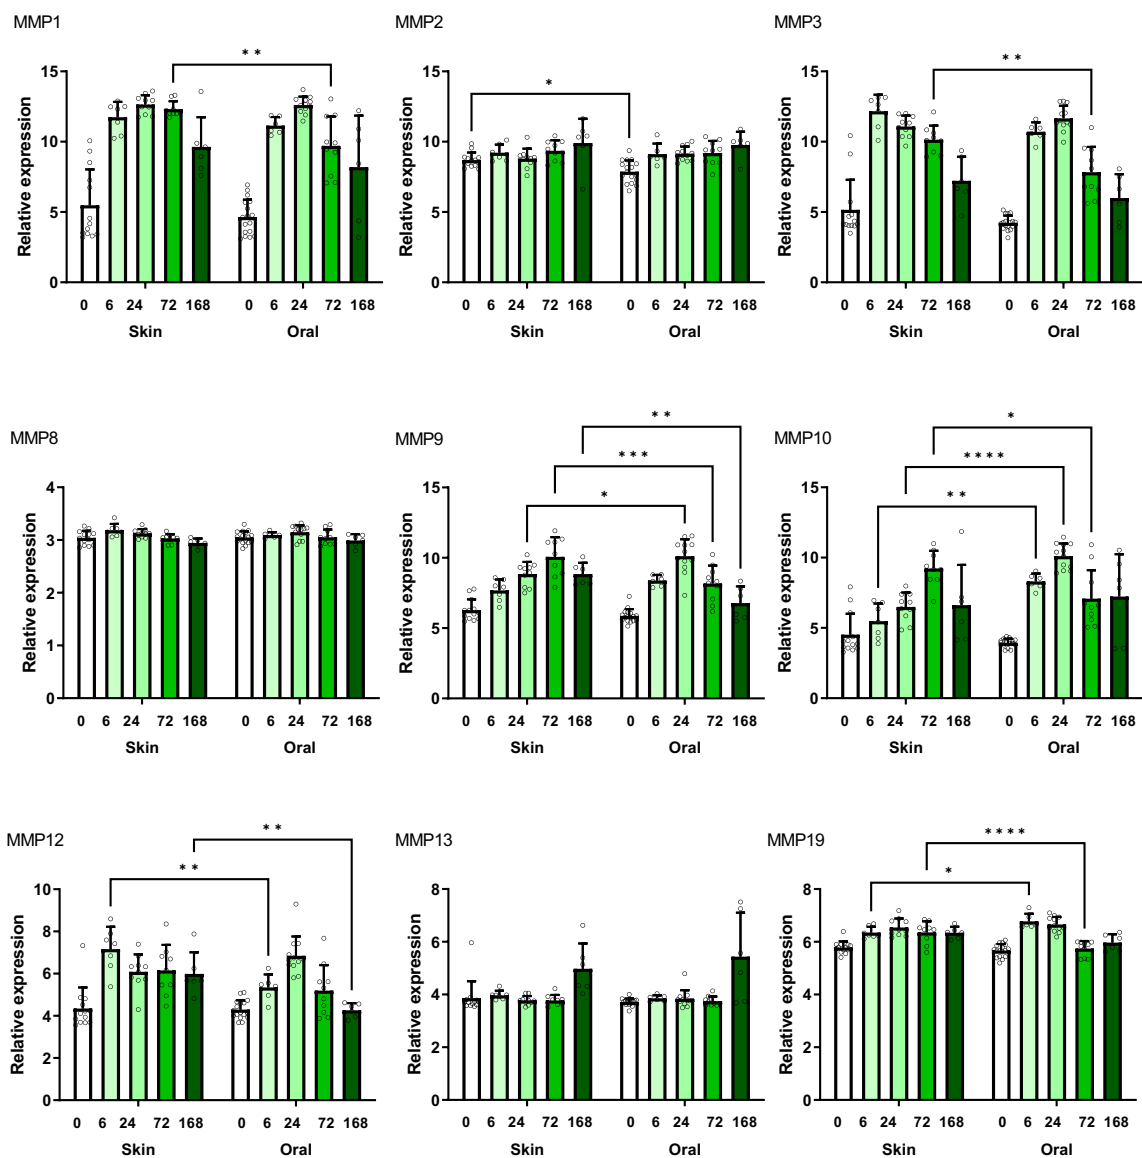 MMP1
MMP2
MMP3
* *
*
* *
Relative expression
15
10
5
0
0 6 24 72 168 0 6 24 72 168
Skin Oral
Relative expression
15
10
5
0
0 6 24 72 168 0 6 24 72 168
Skin Oral
Relative expression
15
10
5
0
0 6 24 72 168 0 6 24 72 168
Skin Oral
MMP8
MMP9
MMP10
Relative expression
4
3
2
1
0
0 6 24 72 168 0 6 24 72 168
Skin Oral
* *
* * *
*
Relative expression
15
10
5
0
0 6 24 72 168 0 6 24 72 168
Skin Oral
*
* * * *
* *
Relative expression
15
10
5
0
0 6 24 72 168 0 6 24 72 168
Skin Oral
MMP12
MMP13
MMP19
* *
* *
Relative expression
10
8
6
4
2
0
0 6 24 72 168 0 6 24 72 168
Skin Oral
Relative expression
8
6
4
2
0
0 6 24 72 168 0 6 24 72 168
Skin Oral
* * * *
*
Relative expression
8
6
4
2
0
0 6 24 72 168 0 6 24 72 168
Skin Oral